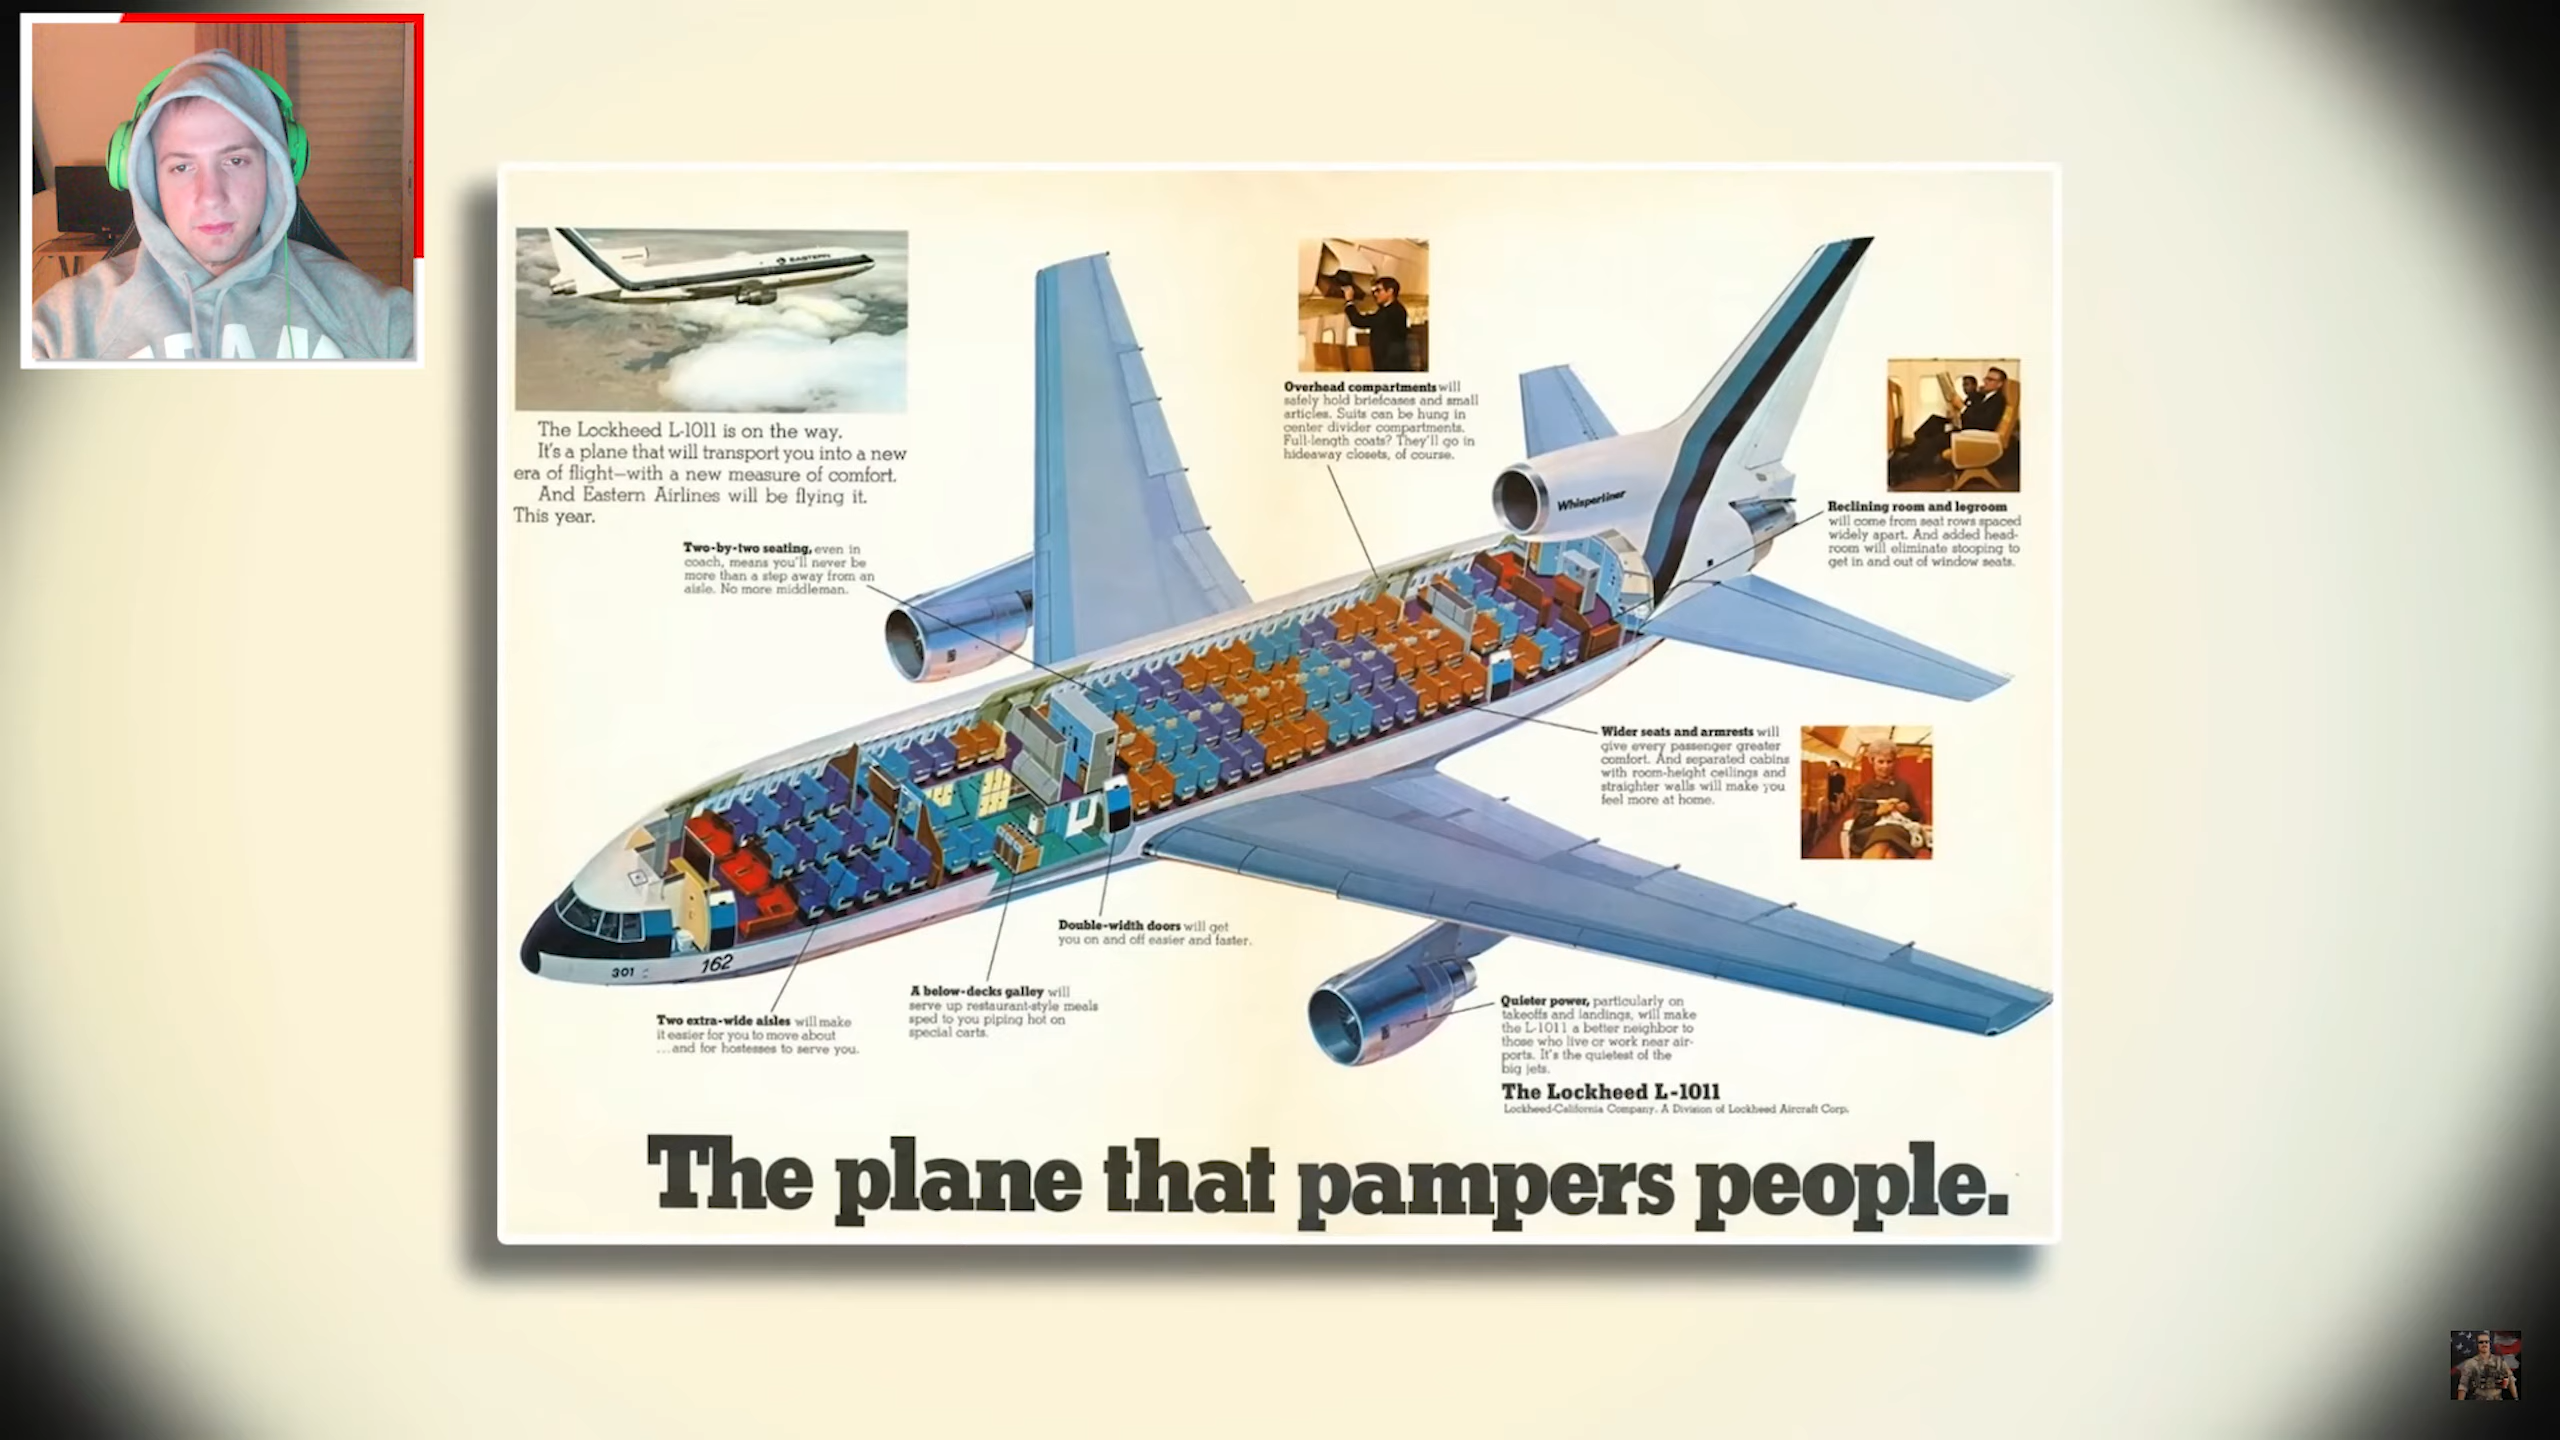 EASTERN
The Lockheed L-1011 is on the way.
It's a plane that will transport you into a new
era of flight—with a new measure of comfort.
And Eastern Airlines will be flying it.
This year.
Two-by-two seating, even in
coach, means you'll never be
more than a step away from an
aisle. No more middleman.
Overhead compartments will
safely hold briefcases and small
articles. Suits can be hung in
center divider compartments.
Full-length coats? They'll go in
hideaway closets, of course.
Whisperliner
Reclining room and legroom
will come from seat rows spaced
widely apart. And added head-
room will eliminate stooping to
get in and out of window seats.
Wider seats and armrests will
give every passenger greater
comfort. And separated cabins
with room-height ceilings and
straighter walls will make you
feel more at home.
Double-width doors will get
you on and off easier and faster.
301
162
A below-decks galley will
serve up restaurant-style meals
sped to you piping hot on
special carts.
Two extra-wide aisles will make
it easier for you to move about
...and for hostesses to serve you.
Quieter power, particularly on
takeoffs and landings, will make
the L-1011 a better neighbor to
those who live or work near air-
ports. It's the quietest of the
big jets.
The Lockheed L-1011
Lockheed-California Company. A Division of Lockheed Aircraft Corp.
The plane that pampers people.